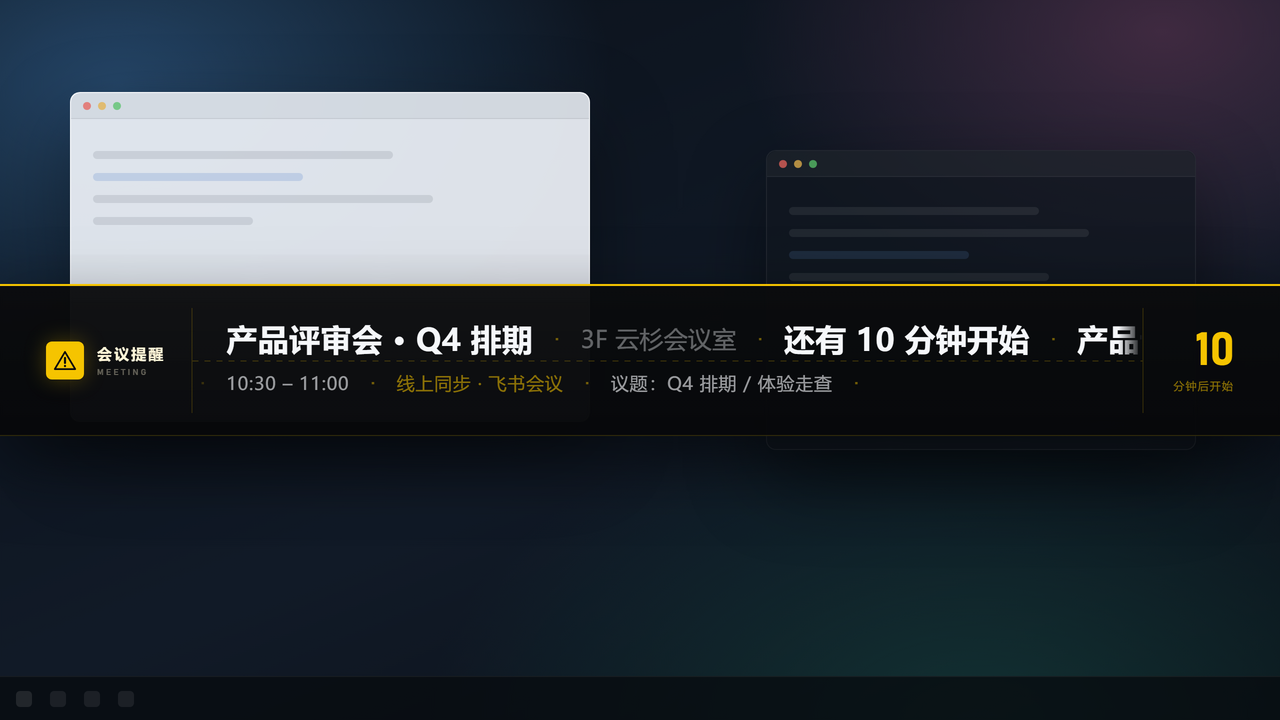 会议提醒
MEETING
产品评审会 • Q4 排期 · 3F 云杉会议室 · 还有 10 分钟开始 · 产品
· 10:30 – 11:00 · 线上同步 · 飞书会议 · 议题：Q4 排期 / 体验走查 ·
10
分钟后开始